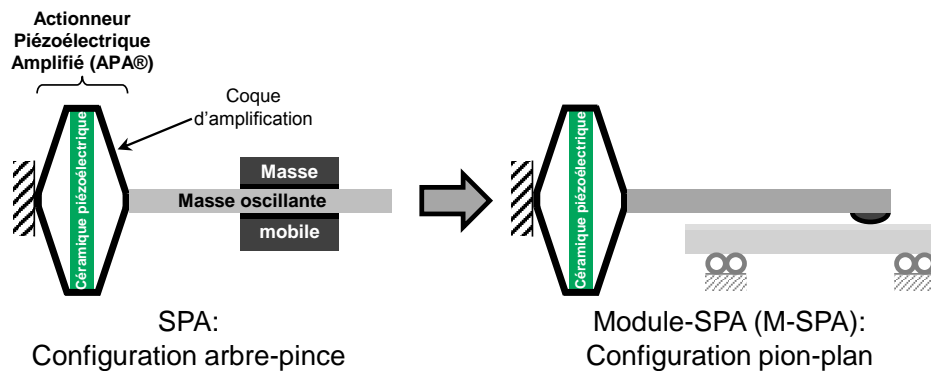 Actionneur
Piézoélectrique
Amplifié (APA®)
Coque
d'amplification
Céramique piézoélectrique
Masse
Masse oscillante
mobile
Céramique piézoélectrique
SPA:
Configuration arbre-pince
Module-SPA (M-SPA):
Configuration pion-plan